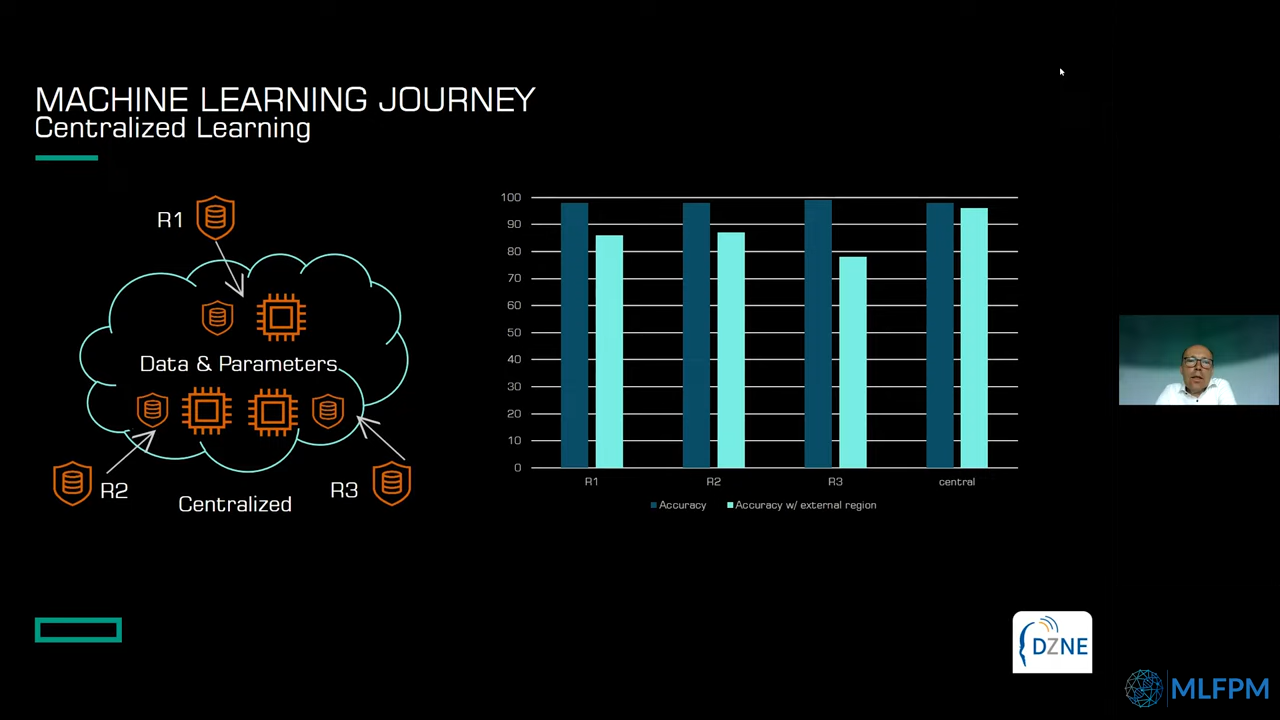 MACHINE LEARNING JOURNEY
Centralized Learning
R1
Data & Parameters
R2
R3
Centralized
100
90
80
70
60
50
40
30
20
10
0
R1 R2 R3 central
Accuracy Accuracy w/ external region
DZNE
MLFPM